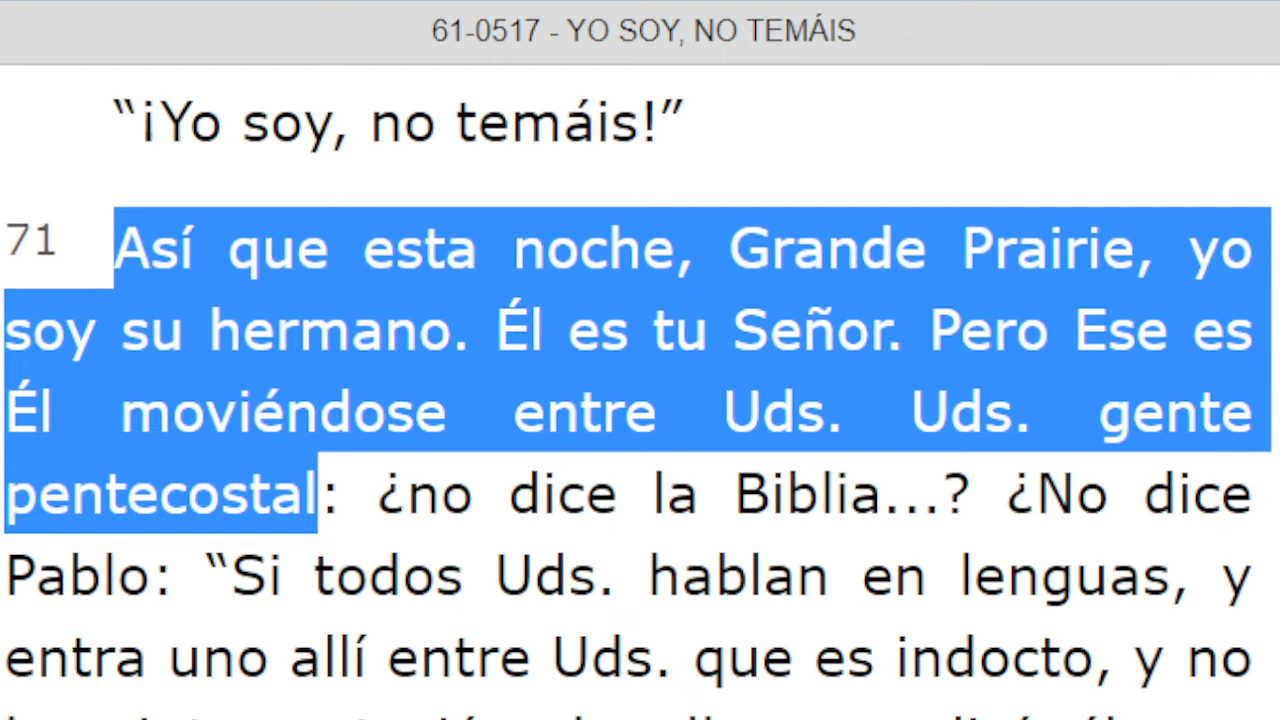 61-0517 - YO SOY, NO TEMÁIS
“¡Yo soy, no temáis!”
71 Así que esta noche, Grande Prairie, yo
soy su hermano. Él es tu Señor. Pero Ese es
Él moviéndose entre Uds. Uds. gente
pentecostal: ¿no dice la Biblia...? ¿No dice
Pablo: “Si todos Uds. hablan en lenguas, y
entra uno allí entre Uds. que es indocto, y no